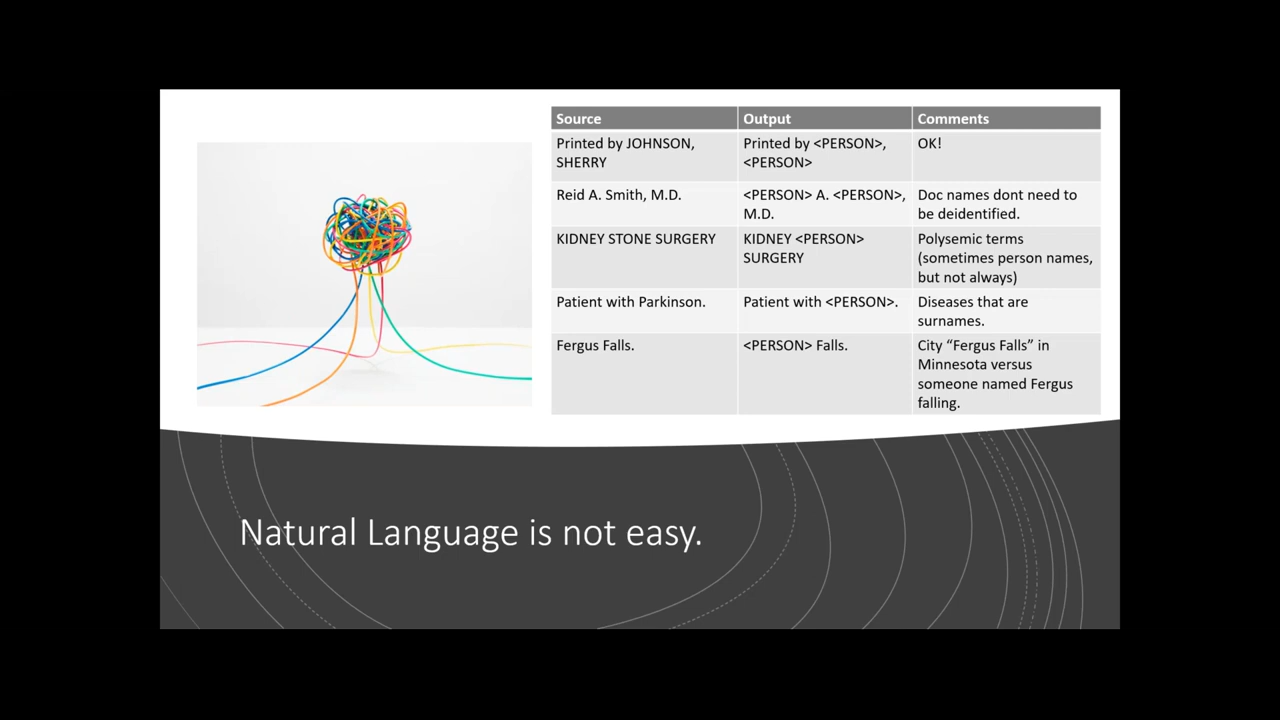 Source Output Comments
Printed by JOHNSON, Printed by <PERSON>, OK!
SHERRY <PERSON>
Reid A. Smith, M.D. <PERSON> A. <PERSON>, Doc names dont need to
M.D. be deidentified.
KIDNEY STONE SURGERY KIDNEY <PERSON> Polysemic terms
SURGERY (sometimes person names,
but not always)
Patient with Parkinson. Patient with <PERSON>. Diseases that are
surnames.
Fergus Falls. <PERSON> Falls. City “Fergus Falls” in
Minnesota versus
someone named Fergus
falling.
Natural Language is not easy.